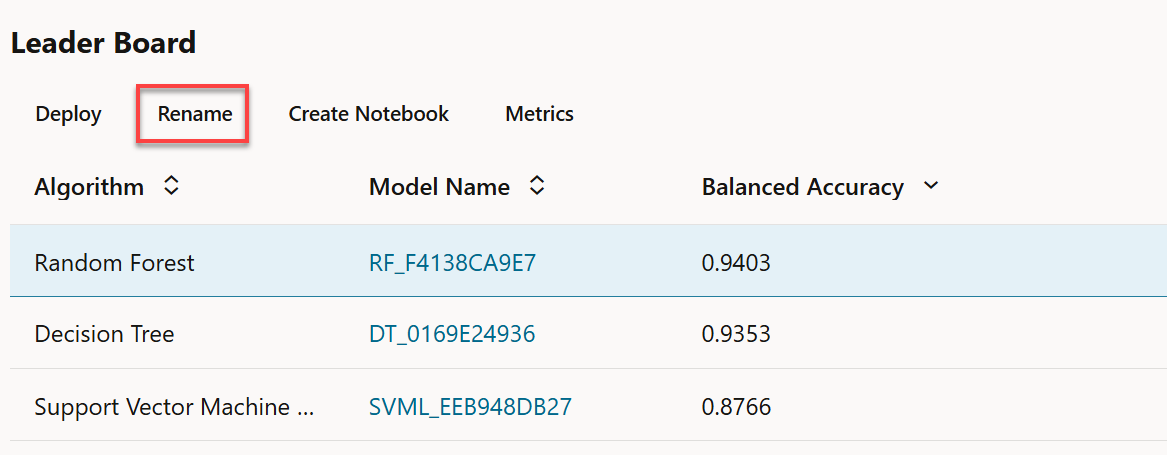 Leader Board
Deploy Rename Create Notebook Metrics
Algorithm Model Name Balanced Accuracy
Random Forest RF_F4138CA9E7 0.9403
Decision Tree DT_0169E24936 0.9353
Support Vector Machine ... SVML_EEB948DB27 0.8766